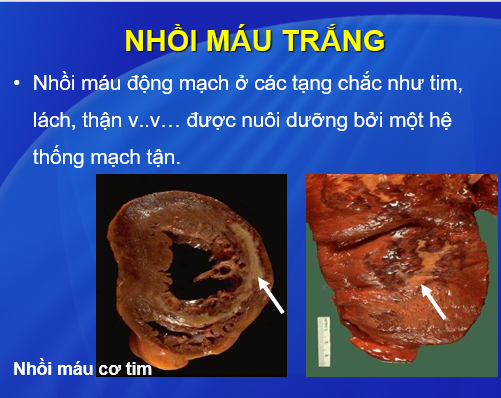 NHỒI MÁU TRẮNG
• Nhồi máu động mạch ở các tạng chắc như tim,
lách, thận v..v… được nuôi dưỡng bởi một hệ
thống mạch tận.
Nhồi máu cơ tim